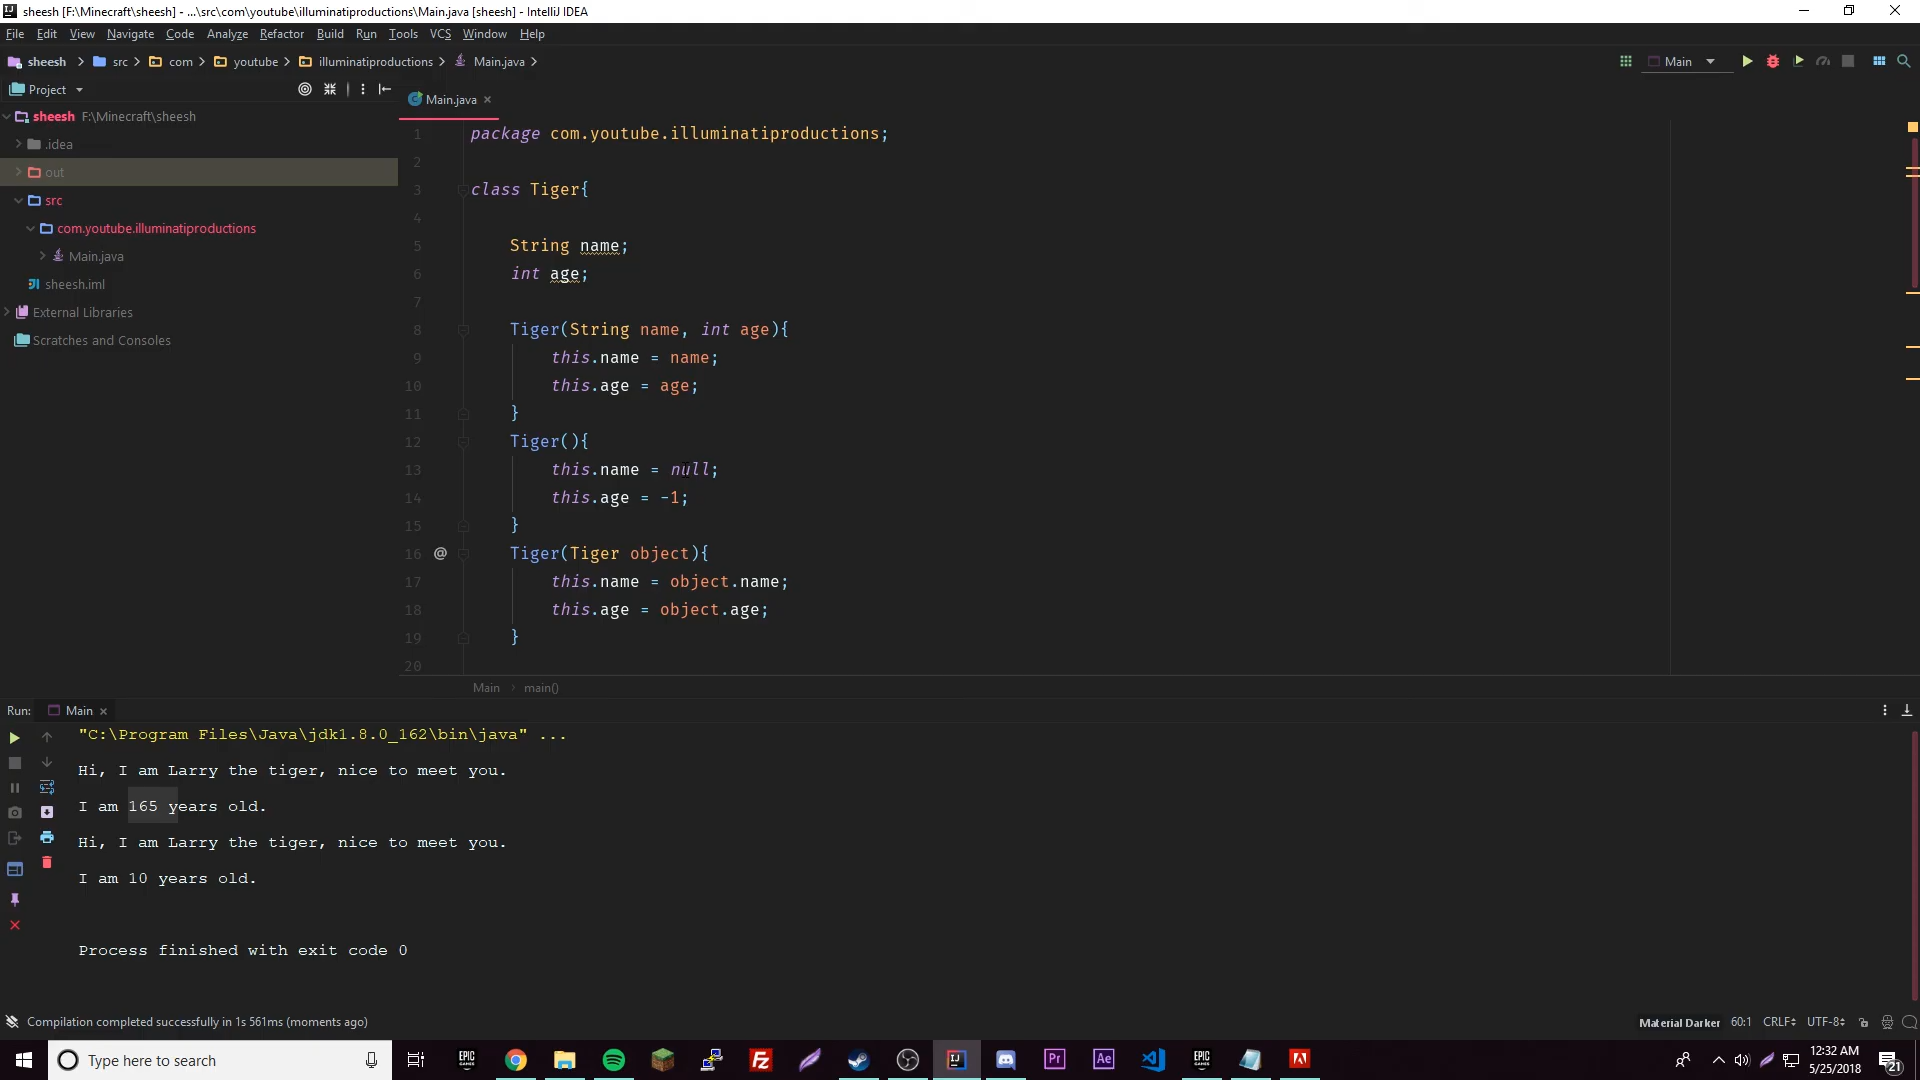 sheesh [F:\Minecraft\sheesh] - ...\src\com\youtube\illuminatiproductions\Main.java [sheesh] - IntelliJ IDEA
File Edit View Navigate Code Analyze Refactor Build Run Tools VCS Window Help
sheesh src com youtube illuminatiproductions Main.java Main
Project
Main.java
sheesh F:\Minecraft\sheesh
.idea
out
src
com.youtube.illuminatiproductions
Main.java
sheesh.iml
External Libraries
Scratches and Consoles
1 package com.youtube.illuminatiproductions;
2
3 class Tiger{
4
5 String name;
6 int age;
7
8 Tiger(String name, int age){
9 this.name = name;
10 this.age = age;
11 }
12 Tiger(){
13 this.name = null;
14 this.age = -1;
15 }
16 @ Tiger(Tiger object){
17 this.name = object.name;
18 this.age = object.age;
19 }
20
Main main()
Run: Main
"C:\Program Files\Java\jdk1.8.0_162\bin\java" ...
Hi, I am Larry the tiger, nice to meet you.
I am 165 years old.
Hi, I am Larry the tiger, nice to meet you.
I am 10 years old.
Process finished with exit code 0
Compilation completed successfully in 1s 561ms (moments ago)
Material Darker 60:1 CRLF UTF-8
Type here to search
EPIC GAMES
Fz
IJ
Pr
Ae
EPIC GAMES
12:32 AM
5/25/2018
21